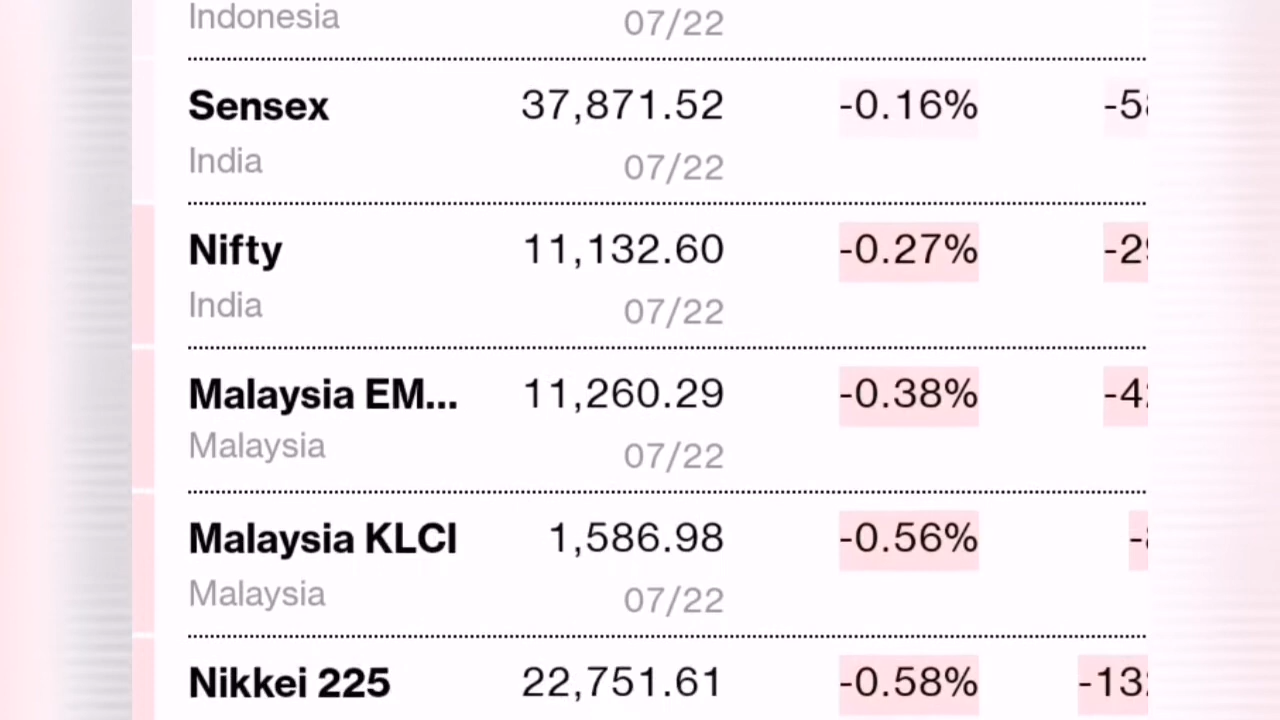 Indonesia 07/22
Sensex 37,871.52 -0.16%
India 07/22
Nifty 11,132.60 -0.27%
India 07/22
Malaysia EM... 11,260.29 -0.38%
Malaysia 07/22
Malaysia KLCI 1,586.98 -0.56%
Malaysia 07/22
Nikkei 225 22,751.61 -0.58%